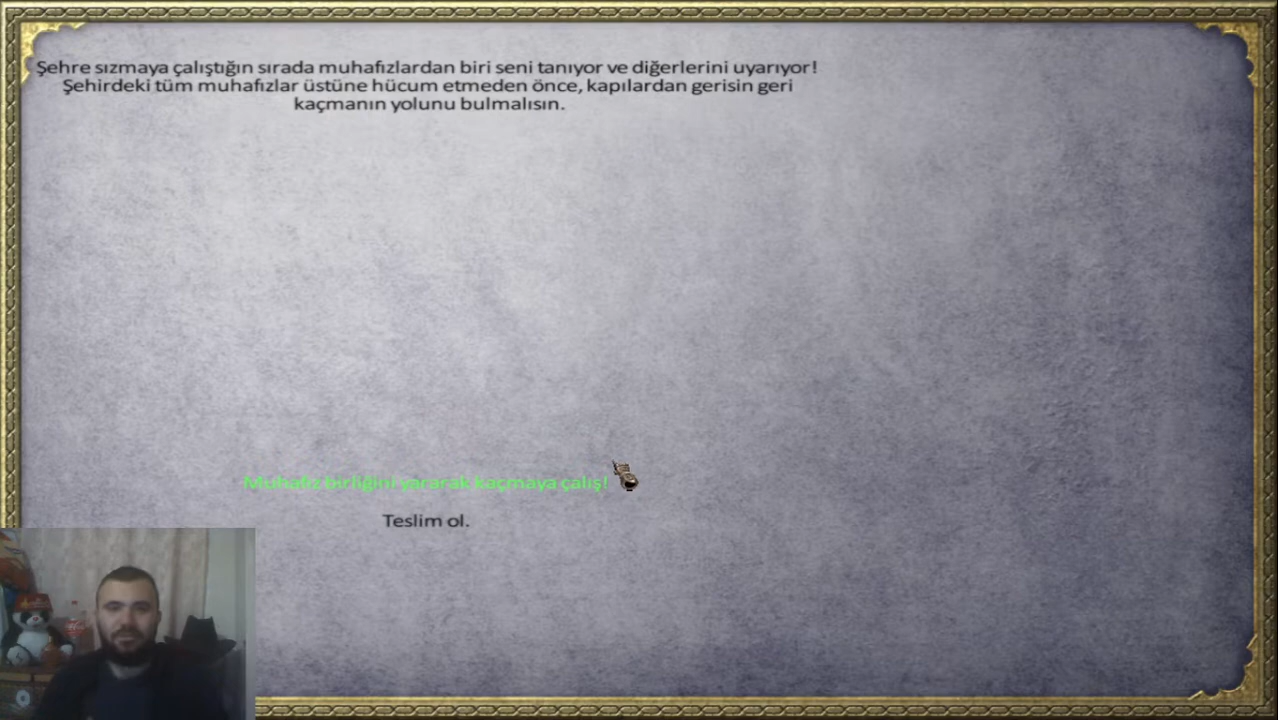 Şehre sızmaya çalıştığın sırada muhafızlardan biri seni tanıyor ve diğerlerini uyarıyor!
Şehirdeki tüm muhafızlar üstüne hücum etmeden önce, kapılardan gerisin geri
kaçmanın yolunu bulmalısın.
Muhafız birliğini yararak kaçmaya çalış!
Teslim ol.